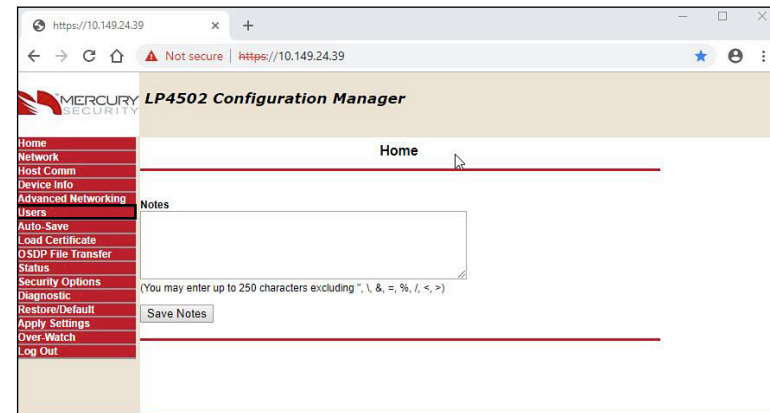 https://10.149.24.39
Not secure | https://10.149.24.39
MERCURY
SECURITY
LP4502 Configuration Manager
Home
Network
Host Comm
Device Info
Advanced Networking
Users
Auto-Save
Load Certificate
OSDP File Transfer
Status
Security Options
Diagnostic
Restore/Default
Apply Settings
Over-Watch
Log Out
Home
Notes
(You may enter up to 250 characters excluding ", \, &, =, %, /, <, >)
Save Notes